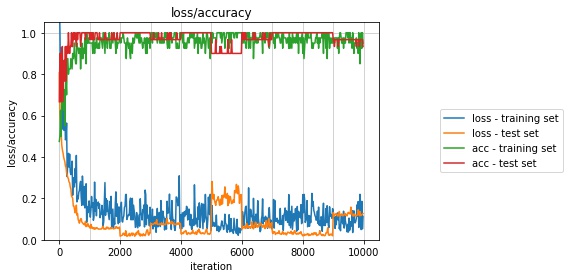 loss/accuracy
loss/accuracy
1.0
0.8
0.6
0.4
0.2
0.0
0 2000 4000 6000 8000 10000
iteration
loss - training set
loss - test set
acc - training set
acc - test set